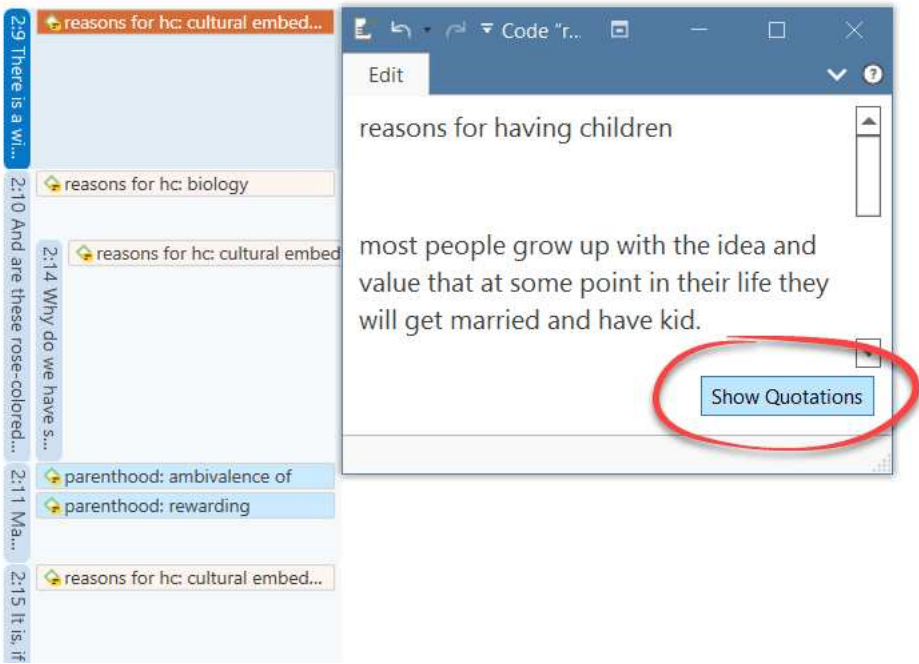 2:9 There is a wi...
reasons for hc: cultural embed...
2:10 And are these rose-colored...
reasons for hc: biology
2:14 Why do we have s...
reasons for hc: cultural embed
2:11 Ma...
parenthood: ambivalence of
parenthood: rewarding
2:15 It is, if
reasons for hc: cultural embed...
Code "r...
Edit
reasons for having children
most people grow up with the idea and
value that at some point in their life they
will get married and have kid.
Show Quotations